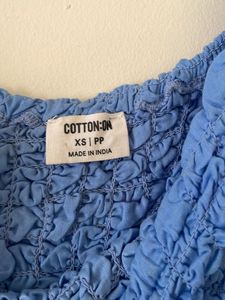 COTTON:ON
XS | PP
MADE IN INDIA